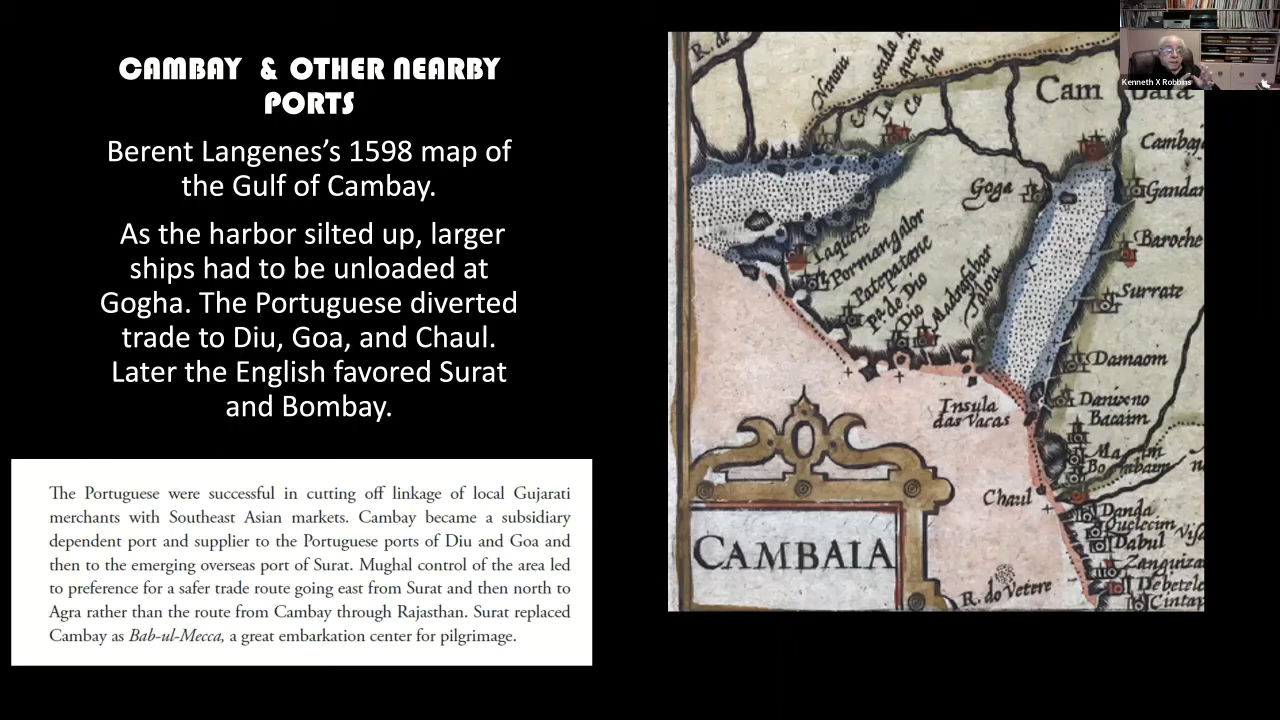 CAMBAY & OTHER NEARBY
PORTS
Berent Langenes's 1598 map of
the Gulf of Cambay.
As the harbor silted up, larger
ships had to be unloaded at
Gogha. The Portuguese diverted
trade to Diu, Goa, and Chaul.
Later the English favored Surat
and Bombay.
The Portuguese were successful in cutting off linkage of local Gujarati
merchants with Southeast Asian markets. Cambay became a subsidiary
dependent port and supplier to the Portuguese ports of Diu and Goa and
then to the emerging overseas port of Surat. Mughal control of the area led
to preference for a safer trade route going east from Surat and then north to
Agra rather than the route from Cambay through Rajasthan. Surat replaced
Cambay as Bab-ul-Mecca, a great embarkation center for pilgrimage.
Kenneth X Robbins
R. de
Cam
Goga
Baroche
Surrate
Damaom
Bacaim
Insula
das Vacas
Chaul
Danda
Dabul
CAMBAIA
R. do Vetere